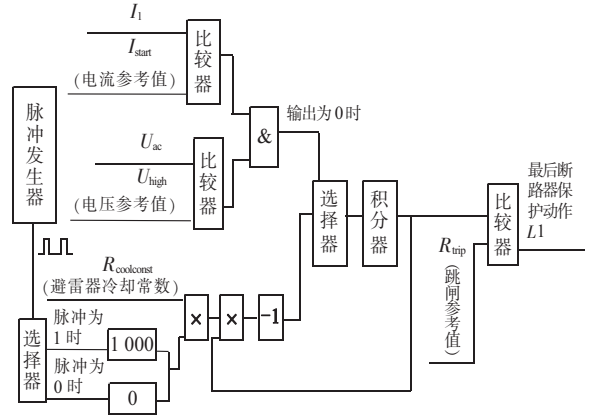 I1
Istart
(电流参考值)
比较器
脉冲发生器
Uac
Uhigh
(电压参考值)
比较器
&
输出为0时
选择器
积分器
比较器
最后断
路器保
护动作
L1
Rtrip
(跳闸参考值)
Rcoolconst
(避雷器冷却常数)
×
×
-1
选择器
脉冲为
1时
1 000
脉冲为
0时
0